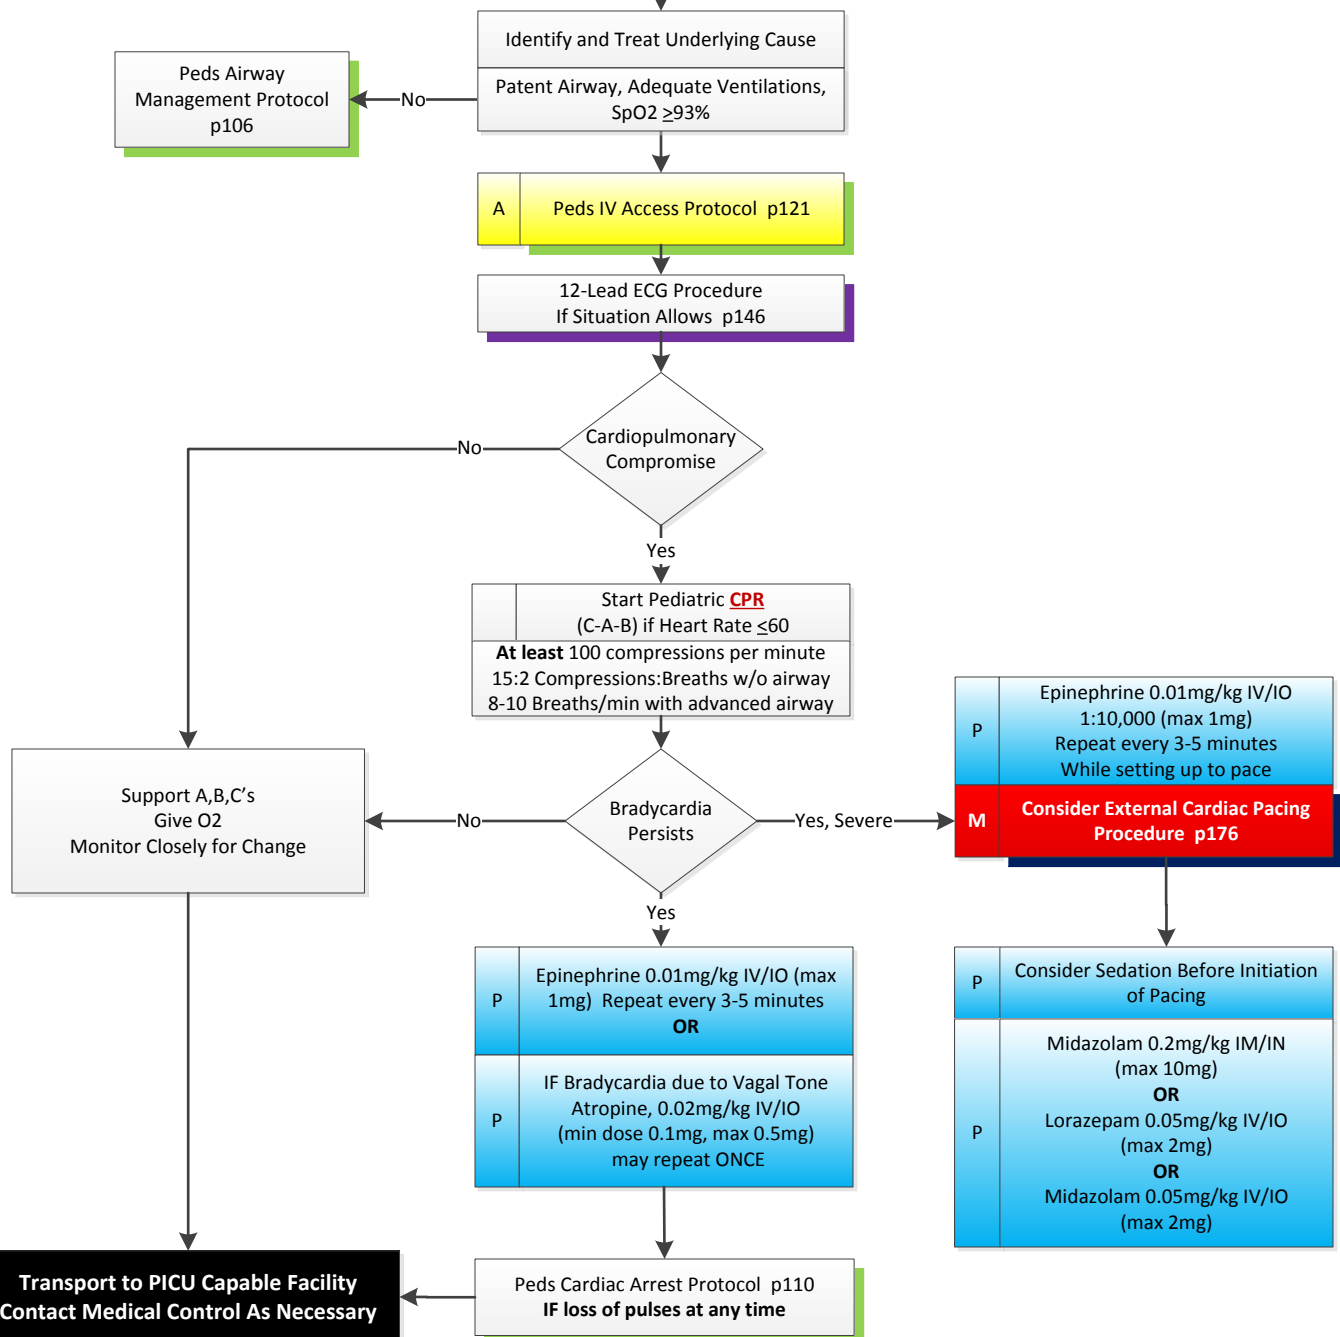 Identify and Treat Underlying Cause
Patent Airway, Adequate Ventilations,
SpO2 ≥93%
No
Peds Airway
Management Protocol
p106
A
Peds IV Access Protocol p121
12-Lead ECG Procedure
If Situation Allows p146
Cardiopulmonary
Compromise
No
Yes
Start Pediatric CPR
(C-A-B) if Heart Rate ≤60
At least 100 compressions per minute
15:2 Compressions:Breaths w/o airway
8-10 Breaths/min with advanced airway
Support A,B,C's
Give O2
Monitor Closely for Change
No
Bradycardia
Persists
Yes, Severe
P
Epinephrine 0.01mg/kg IV/IO
1:10,000 (max 1mg)
Repeat every 3-5 minutes
While setting up to pace
M
Consider External Cardiac Pacing
Procedure p176
Yes
P
Epinephrine 0.01mg/kg IV/IO (max
1mg) Repeat every 3-5 minutes
OR
P
IF Bradycardia due to Vagal Tone
Atropine, 0.02mg/kg IV/IO
(min dose 0.1mg, max 0.5mg)
may repeat ONCE
P
Consider Sedation Before Initiation
of Pacing
P
Midazolam 0.2mg/kg IM/IN
(max 10mg)
OR
Lorazepam 0.05mg/kg IV/IO
(max 2mg)
OR
Midazolam 0.05mg/kg IV/IO
(max 2mg)
Transport to PICU Capable Facility
Contact Medical Control As Necessary
Peds Cardiac Arrest Protocol p110
IF loss of pulses at any time